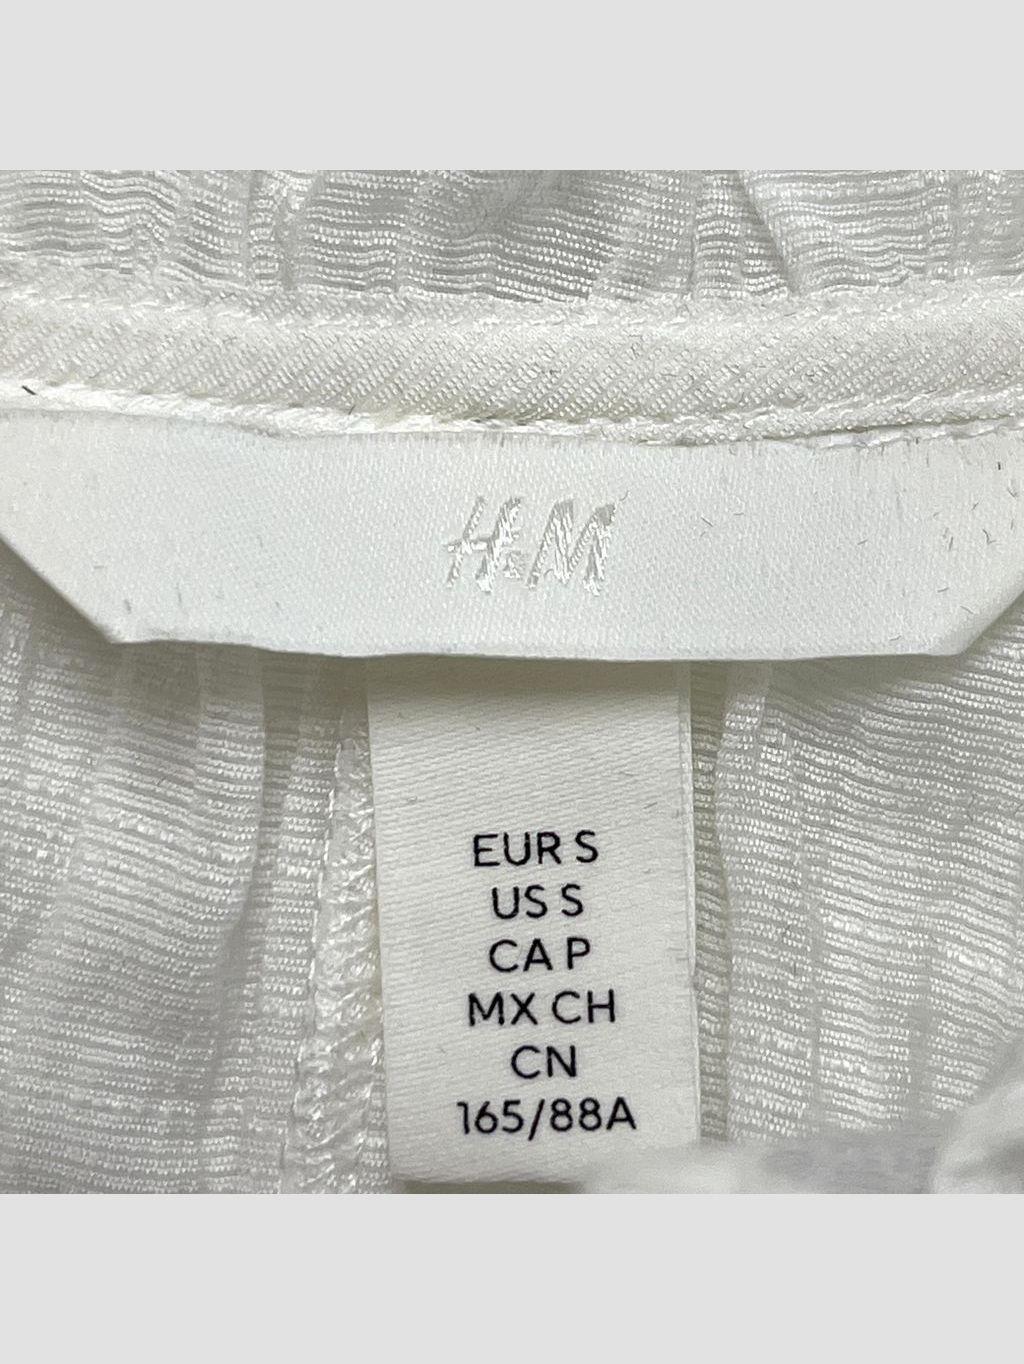 H&M
EUR S
US S
CA P
MX CH
CN
165/88A